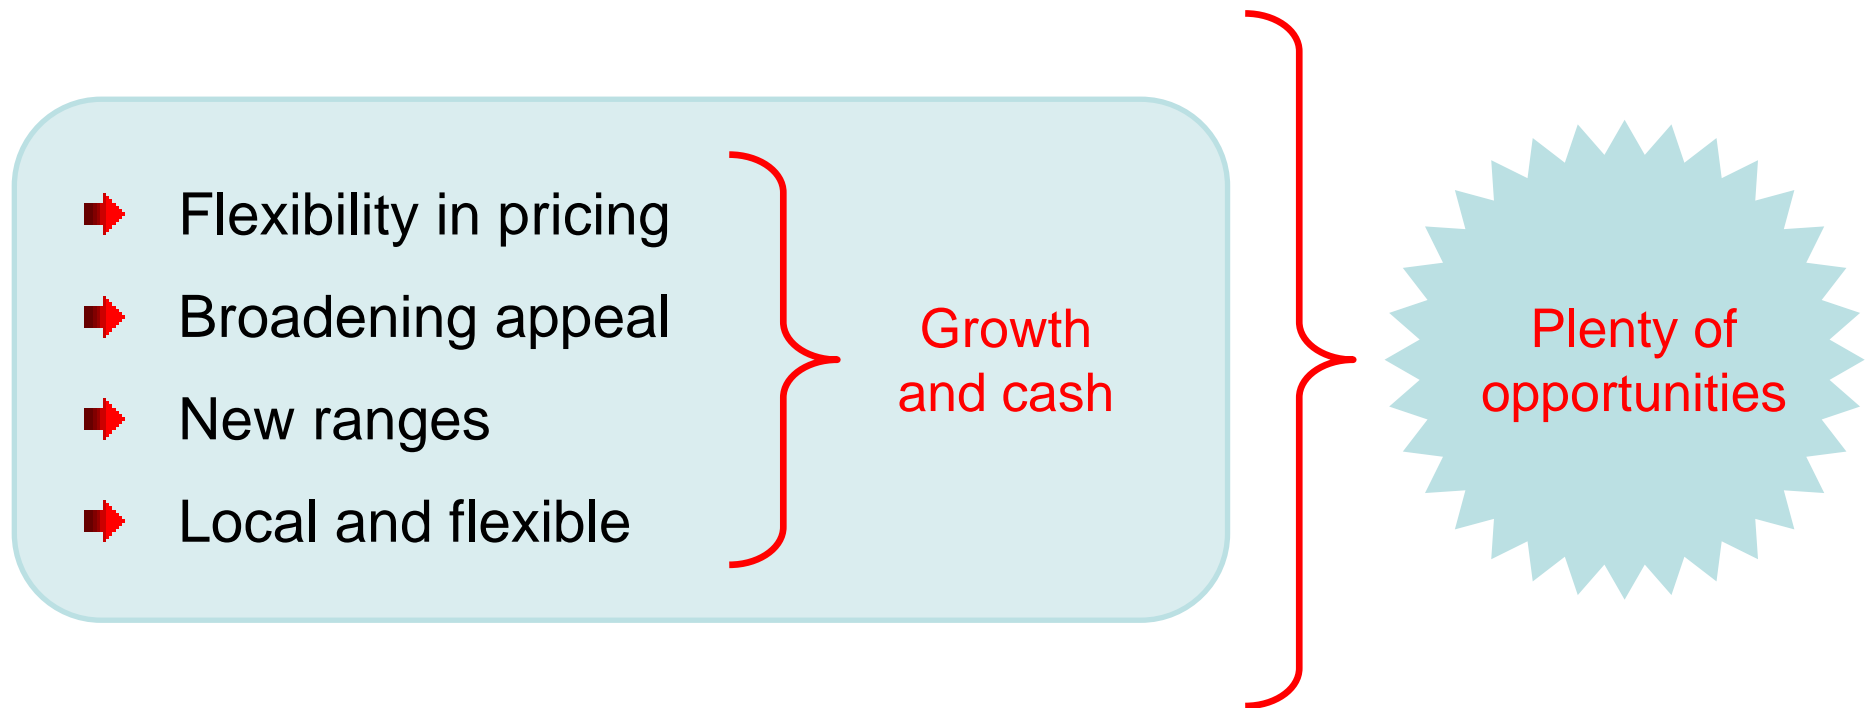 Flexibility in pricing
Broadening appeal
New ranges
Local and flexible
Growth
and cash
Plenty of
opportunities